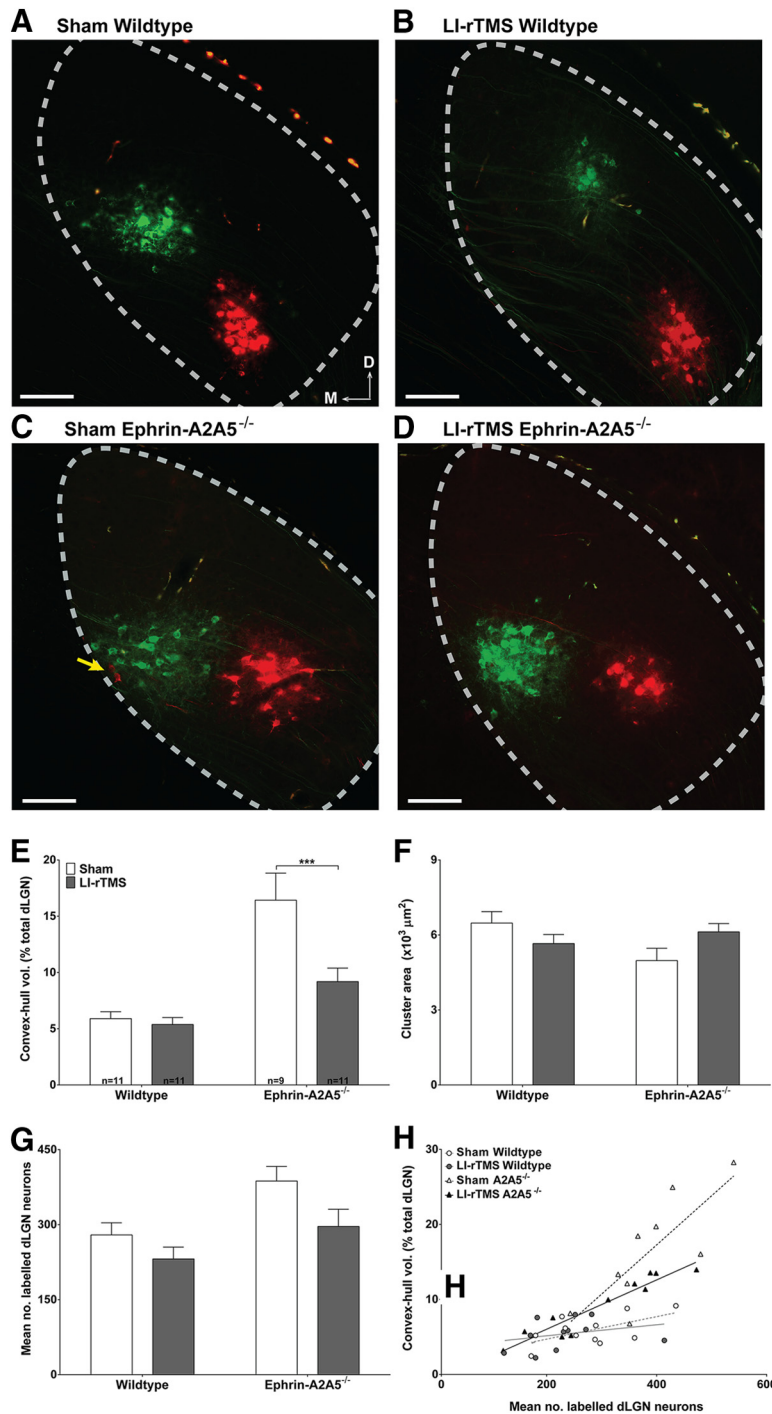 A Sham Wildtype
B LI-rTMS Wildtype
D
M
C Sham Ephrin-A2A5-/-
D LI-rTMS Ephrin-A2A5-/-
E
Convex-hull vol. (% total dLGN)
20
15
10
5
0
Sham
LI-rTMS
***
n=11
n=11
n=9
n=11
Wildtype
Ephrin-A2A5-/-
F
Cluster area (x10³ µm²)
9
6
3
0
Wildtype
Ephrin-A2A5-/-
G
Mean no. labelled dLGN neurons
450
300
150
0
Wildtype
Ephrin-A2A5-/-
H
Convex-hull vol. (% total dLGN)
30
20
10
0
Sham Wildtype
LI-rTMS Wildtype
Sham A2A5-/-
LI-rTMS A2A5-/-
H
0
200
400
600
Mean no. labelled dLGN neurons